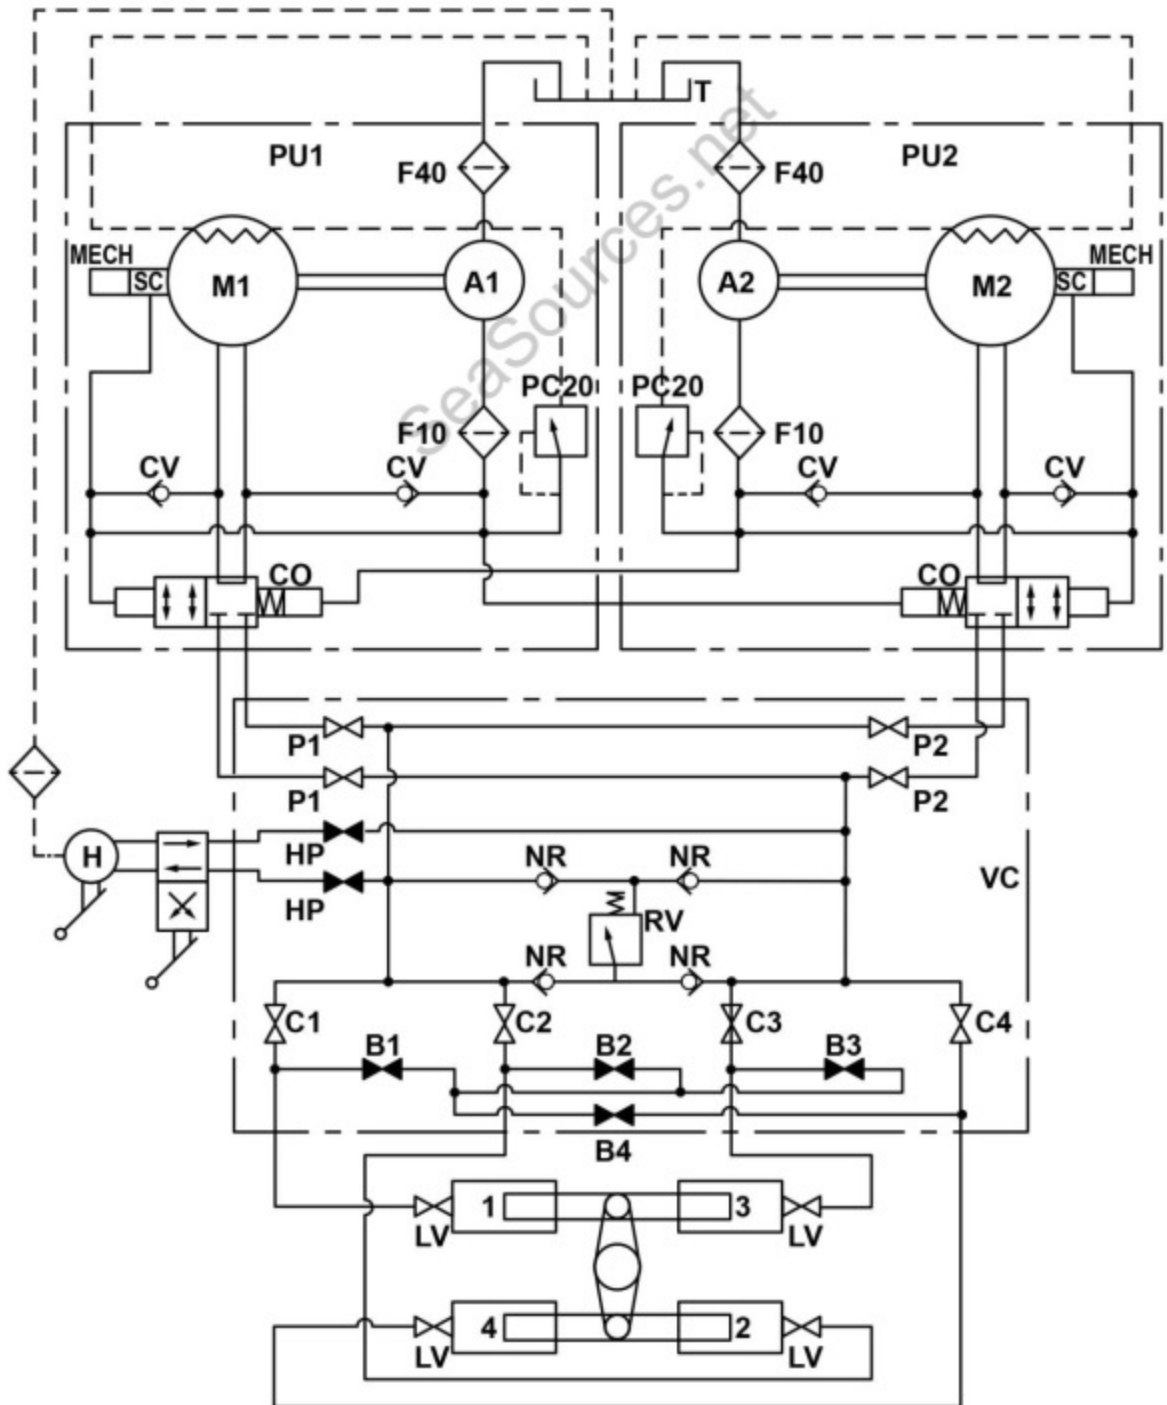 T
PU1
PU2
F40
F40
MECH
MECH
SC
M1
A1
A2
M2
SC
SeaSources.net
PC20
PC20
F10
F10
CV
CV
CV
CV
CO
CO
P1
P2
P1
P2
H
HP
NR
NR
VC
HP
RV
NR
NR
C1
C2
C3
C4
B1
B2
B3
B4
1
3
LV
LV
4
2
LV
LV